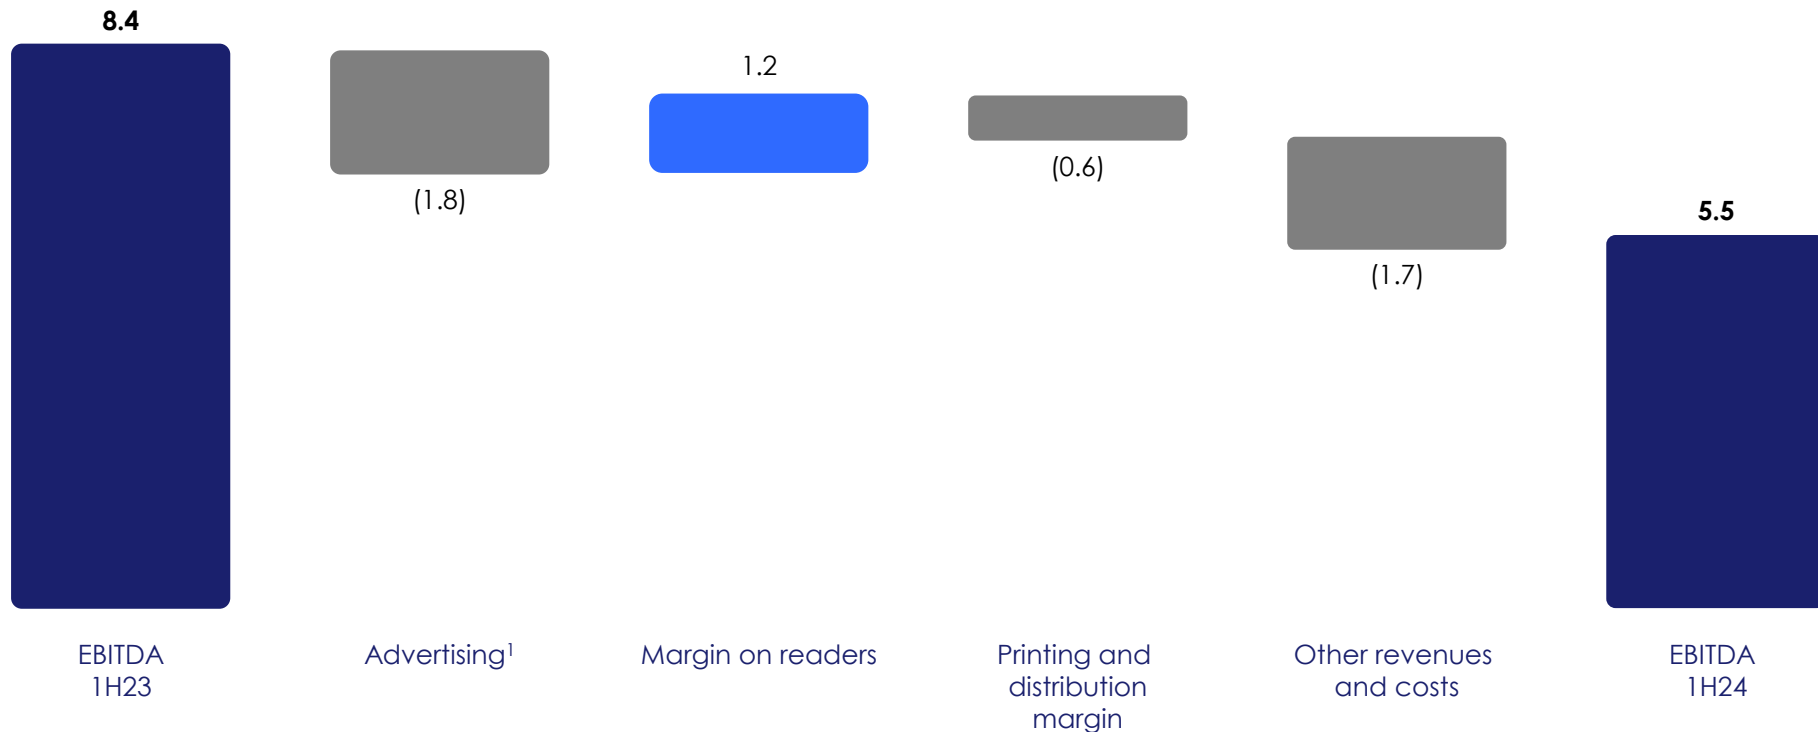 8.4
(1.8)
1.2
(0.6)
(1.7)
5.5
EBITDA
1H23
Advertising¹
Margin on readers
Printing and
distribution
margin
Other revenues
and costs
EBITDA
1H24